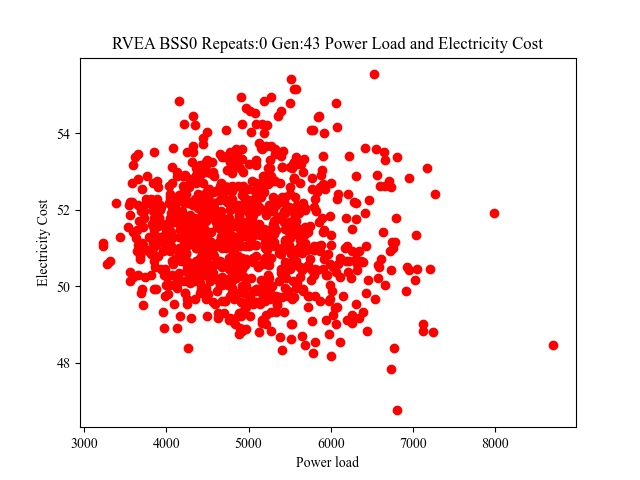 RVEA BSS0 Repeats:0 Gen:43 Power Load and Electricity Cost
54
52
50
48
Electricity Cost
3000 4000 5000 6000 7000 8000
Power load